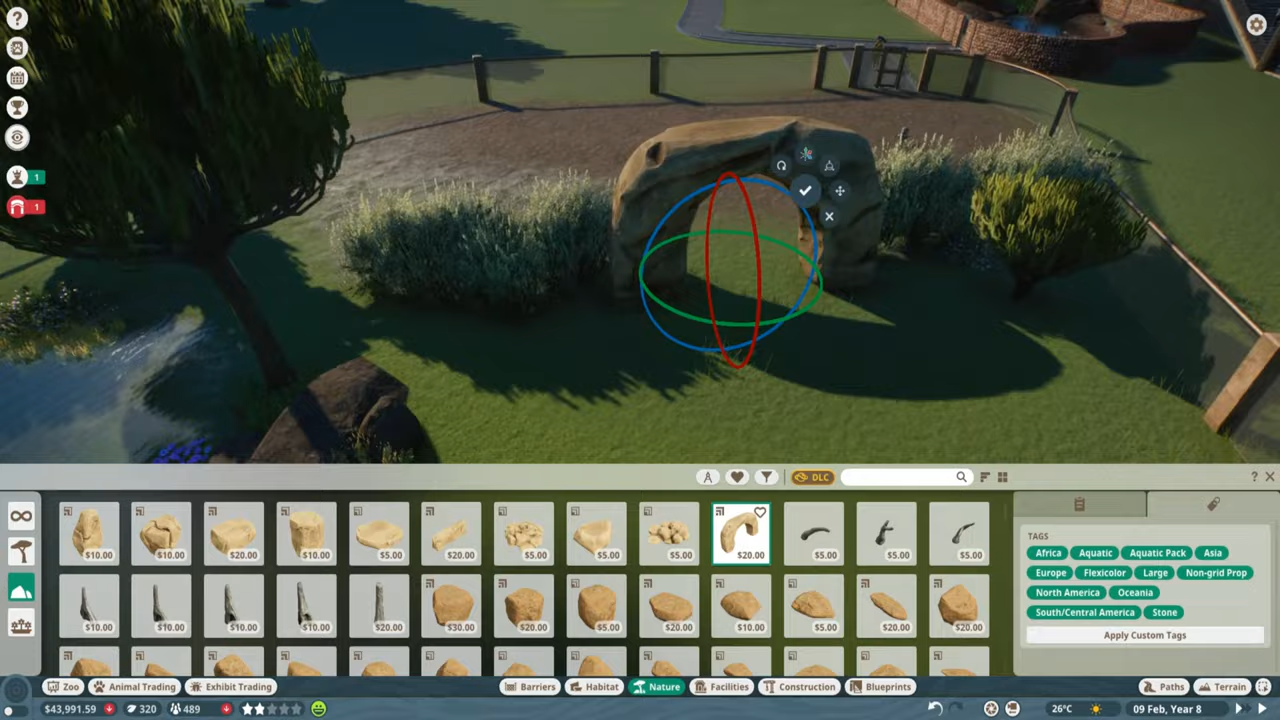 ?
1
1
DLC
? ×
$10.00 $10.00 $20.00 $10.00 $5.00 $20.00 $5.00 $5.00 $5.00 $20.00 $5.00 $5.00 $5.00
$10.00 $10.00 $10.00 $10.00 $20.00 $30.00 $20.00 $5.00 $20.00 $10.00 $5.00 $20.00 $20.00
TAGS
Africa Aquatic Aquatic Pack Asia
Europe Flexicolor Large Non-grid Prop
North America Oceania
South/Central America Stone
Apply Custom Tags
Zoo Animal Trading Exhibit Trading Barriers Habitat Nature Facilities Construction Blueprints Paths Terrain
$43,991.59 320 489 26°C 09 Feb, Year 8